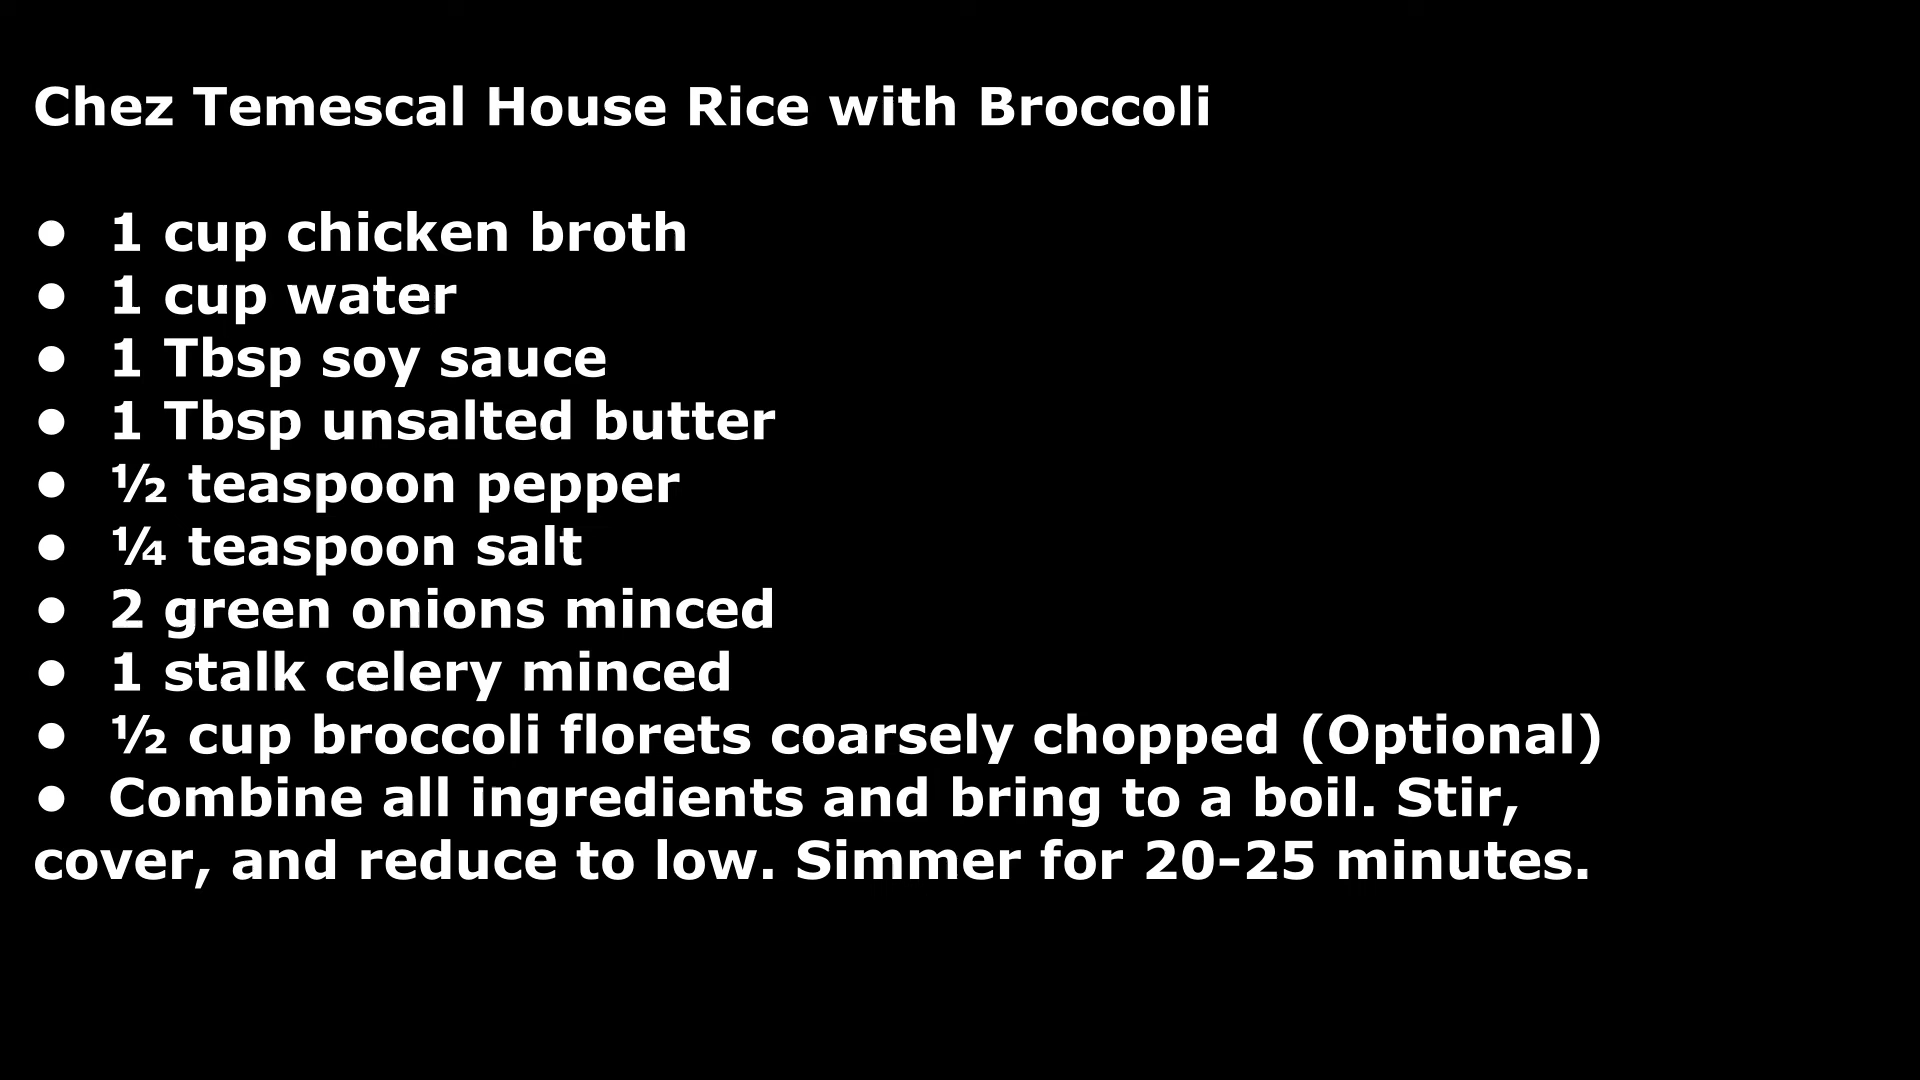 Chez Temescal House Rice with Broccoli
● 1 cup chicken broth
● 1 cup water
● 1 Tbsp soy sauce
● 1 Tbsp unsalted butter
● ½ teaspoon pepper
● ¼ teaspoon salt
● 2 green onions minced
● 1 stalk celery minced
● ½ cup broccoli florets coarsely chopped (Optional)
● Combine all ingredients and bring to a boil. Stir,
cover, and reduce to low. Simmer for 20-25 minutes.